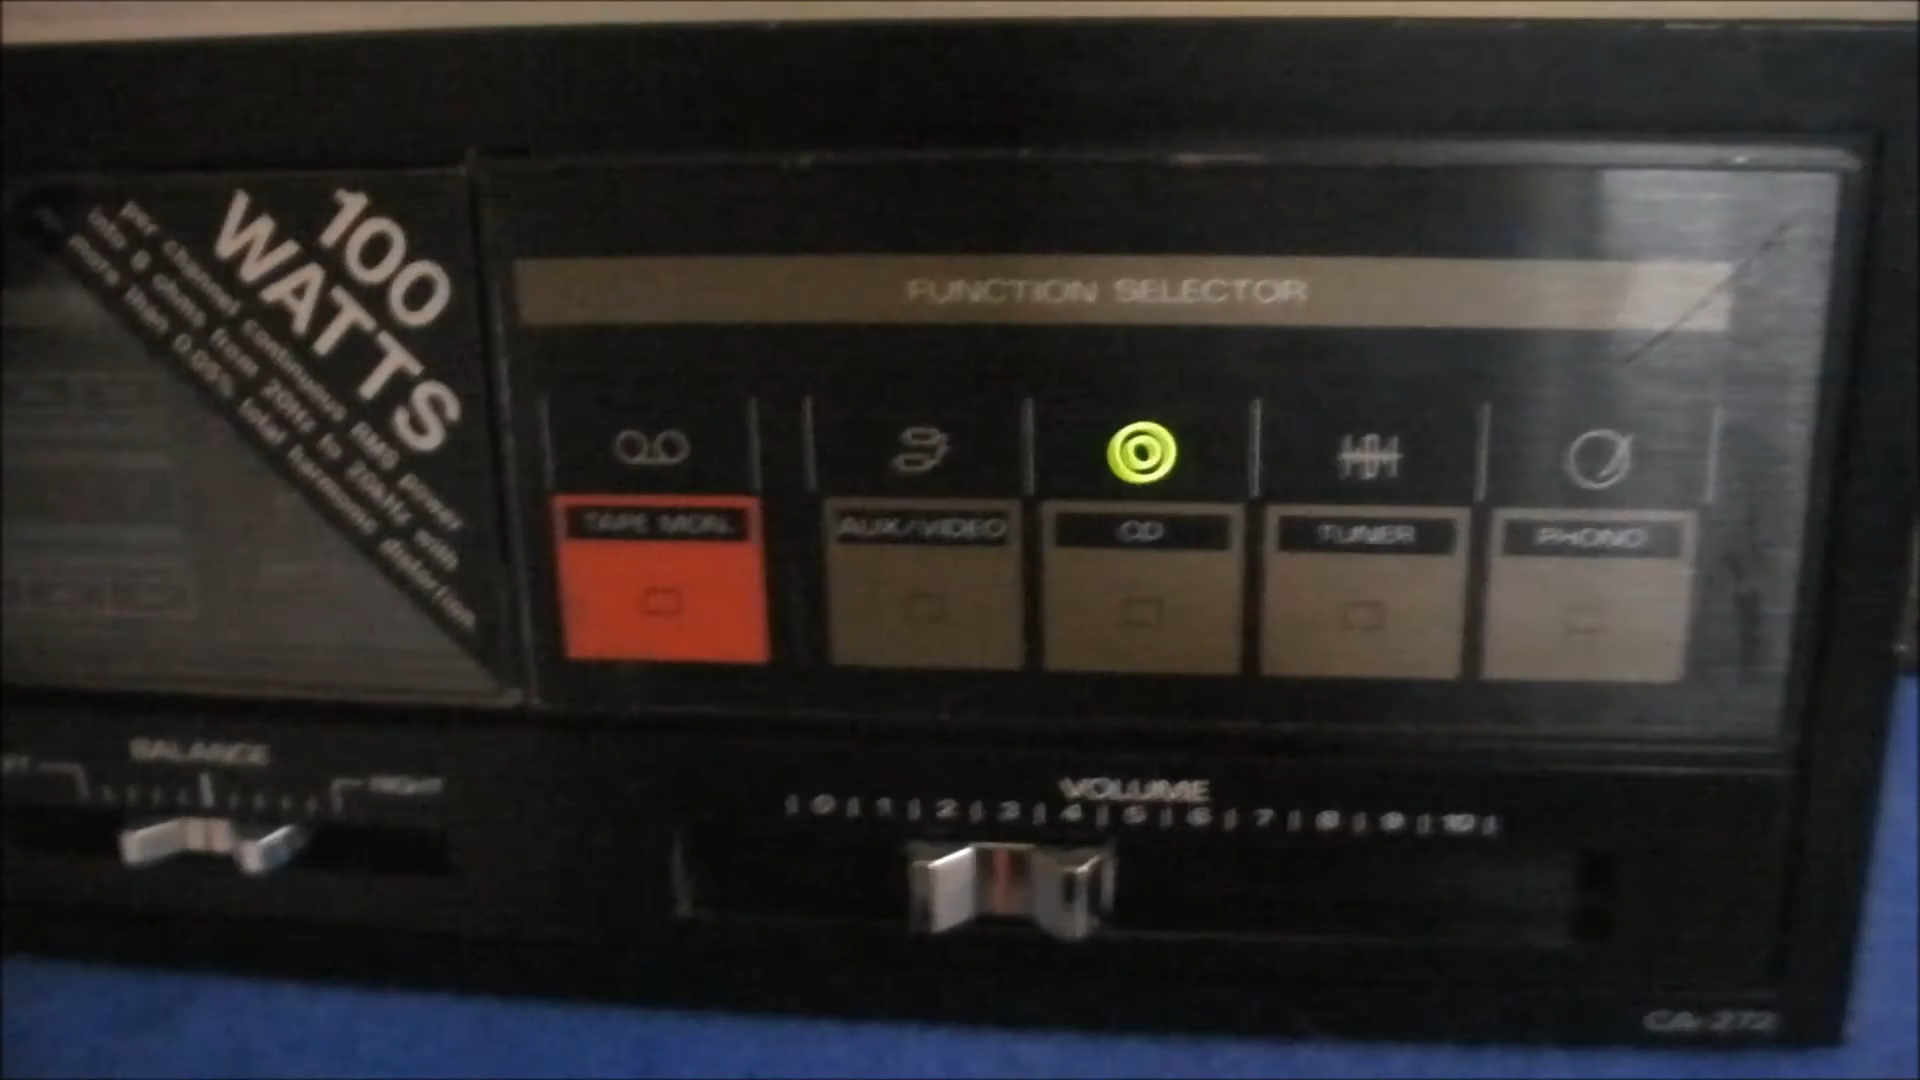 100
WATTS
per channel continuous RMS power
into 8 ohms from 20Hz to 20kHz with
more than 0.05% total harmonic distortion
FUNCTION SELECTOR
TAPE MON. AUX/VIDEO CD TUNER PHONO
BALANCE
RIGHT
VOLUME
0 1 2 3 4 5 6 7 8 9 10
CA-272